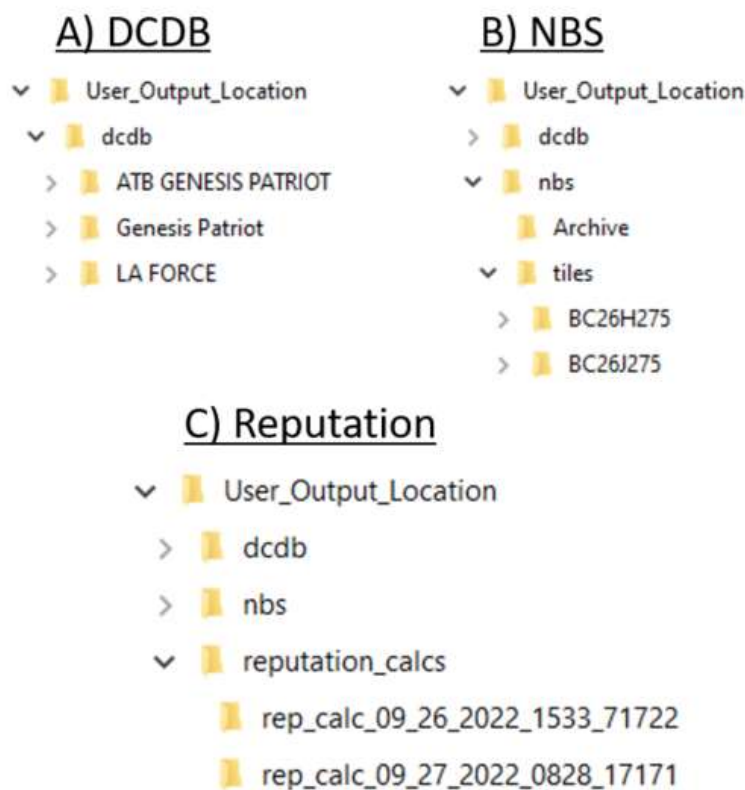 A) DCDB
User_Output_Location
dcdb
ATB GENESIS PATRIOT
Genesis Patriot
LA FORCE
B) NBS
User_Output_Location
dcdb
nbs
Archive
tiles
BC26H275
BC26J275
C) Reputation
User_Output_Location
dcdb
nbs
reputation_calcs
rep_calc_09_26_2022_1533_71722
rep_calc_09_27_2022_0828_17171